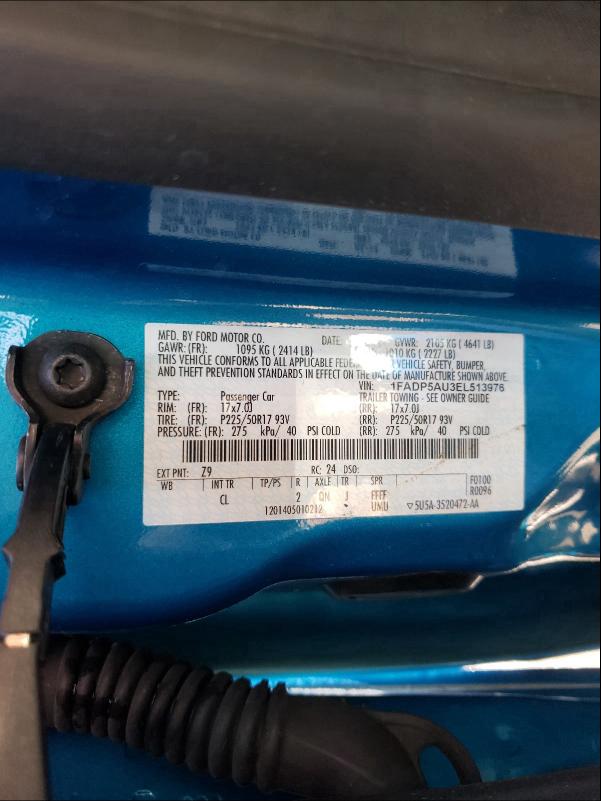 MFD. BY FORD MOTOR CO. DATE: GVWR: 2105 KG ( 4641 LB)
GAWR: (FR): 1095 KG ( 2414 LB) 1010 KG ( 2227 LB)
THIS VEHICLE CONFORMS TO ALL APPLICABLE VEHICLE SAFETY, BUMPER,
AND THEFT PREVENTION STANDARDS IN EFFECT ON THE DATE OF MANUFACTURE SHOWN ABOVE.
VIN: 1FADP5AU3EL513976
TYPE: Passenger Car TRAILER TOWING - SEE OWNER GUIDE
RIM: (FR) 17x7.0J (RR): 17x7.0J
TIRE: (FR) P225/50R17 93V (RR): P225/50R17 93V
PRESSURE: (FR) 275 kPa/ 40 PSI COLD (RR): 275 kPa/ 40 PSI COLD
EXT PNT: Z9 RC: 24 DSO: F0100
WB INT TR TP/PS R AXLE TR SPR R0096
CL 2 QN J FFFF
1201405010212 UMU ▽5U5A-3520472-AA